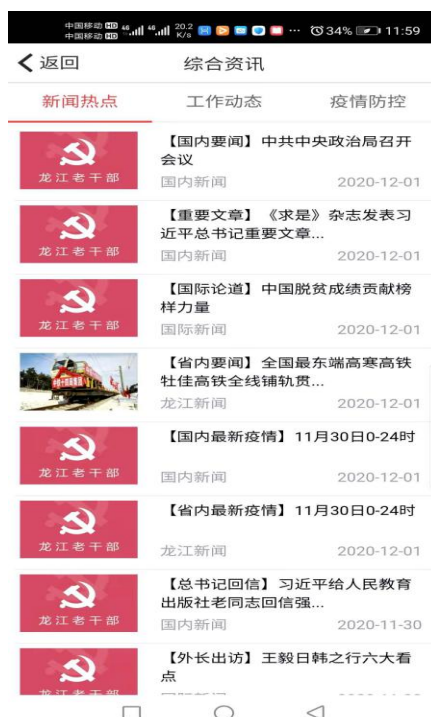 中国移动 HD 46 46 20.2 34% 11:59
中国移动 HD K/s
返回 综合资讯
新闻热点 工作动态 疫情防控
龙江老干部
【国内要闻】中共中央政治局召开
会议
国内新闻 2020-12-01
龙江老干部
【重要文章】《求是》杂志发表习
近平总书记重要文章...
国内新闻 2020-12-01
龙江老干部
【国际论道】中国脱贫成绩贡献榜
样力量
国际新闻 2020-12-01
【省内要闻】全国最东端高寒高铁
牡佳高铁全线铺轨贯...
龙江新闻 2020-12-01
龙江老干部
【国内最新疫情】11月30日0-24时
国内新闻 2020-12-01
龙江老干部
【省内最新疫情】11月30日0-24时
龙江新闻 2020-12-01
龙江老干部
【总书记回信】习近平给人民教育
出版社老同志回信强...
国内新闻 2020-11-30
龙江老干部
【外长出访】王毅日韩之行六大看
点